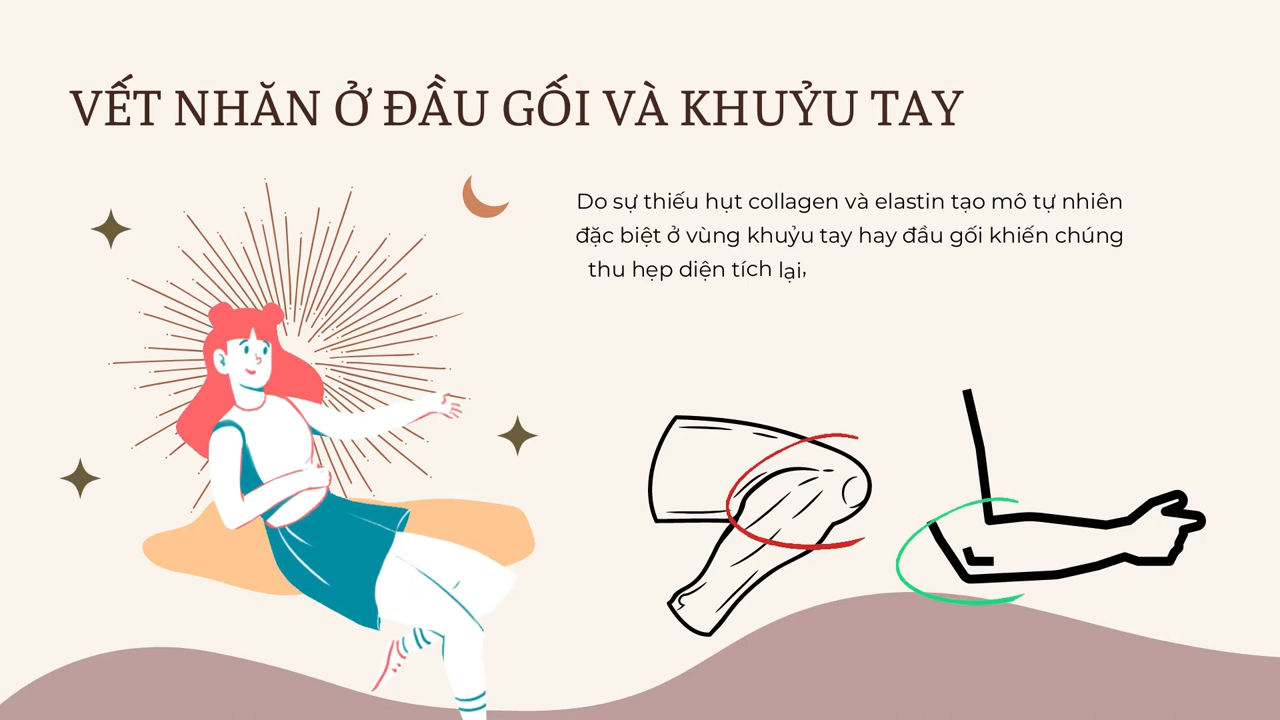 VẾT NHĂN Ở ĐẦU GỐI VÀ KHUỶU TAY
Do sự thiếu hụt collagen và elastin tạo mô tự nhiên
đặc biệt ở vùng khuỷu tay hay đầu gối khiến chúng
thu hẹp diện tích lại,